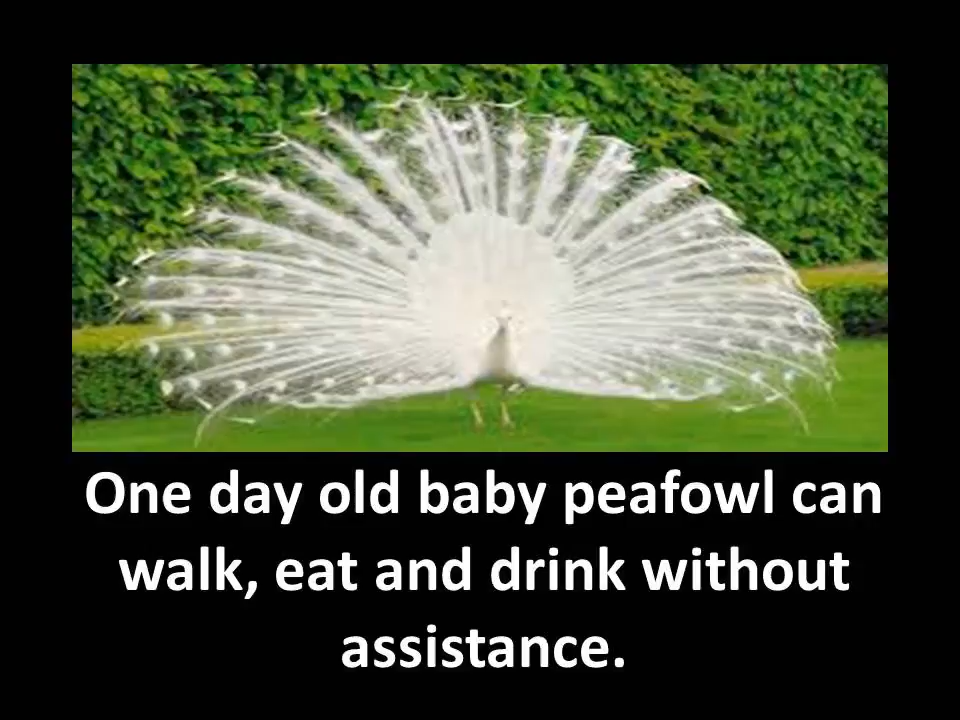 One day old baby peafowl can
walk, eat and drink without
assistance.